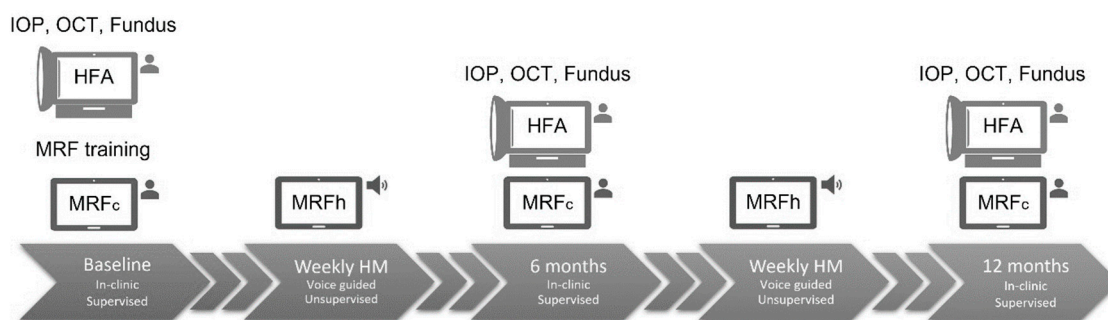 IOP, OCT, Fundus
HFA
MRF training
MRFc
Baseline
In-clinic
Supervised
MRFh
Weekly HM
Voice guided
Unsupervised
IOP, OCT, Fundus
HFA
MRFc
6 months
In-clinic
Supervised
MRFh
Weekly HM
Voice guided
Unsupervised
IOP, OCT, Fundus
HFA
MRFc
12 months
In-clinic
Supervised